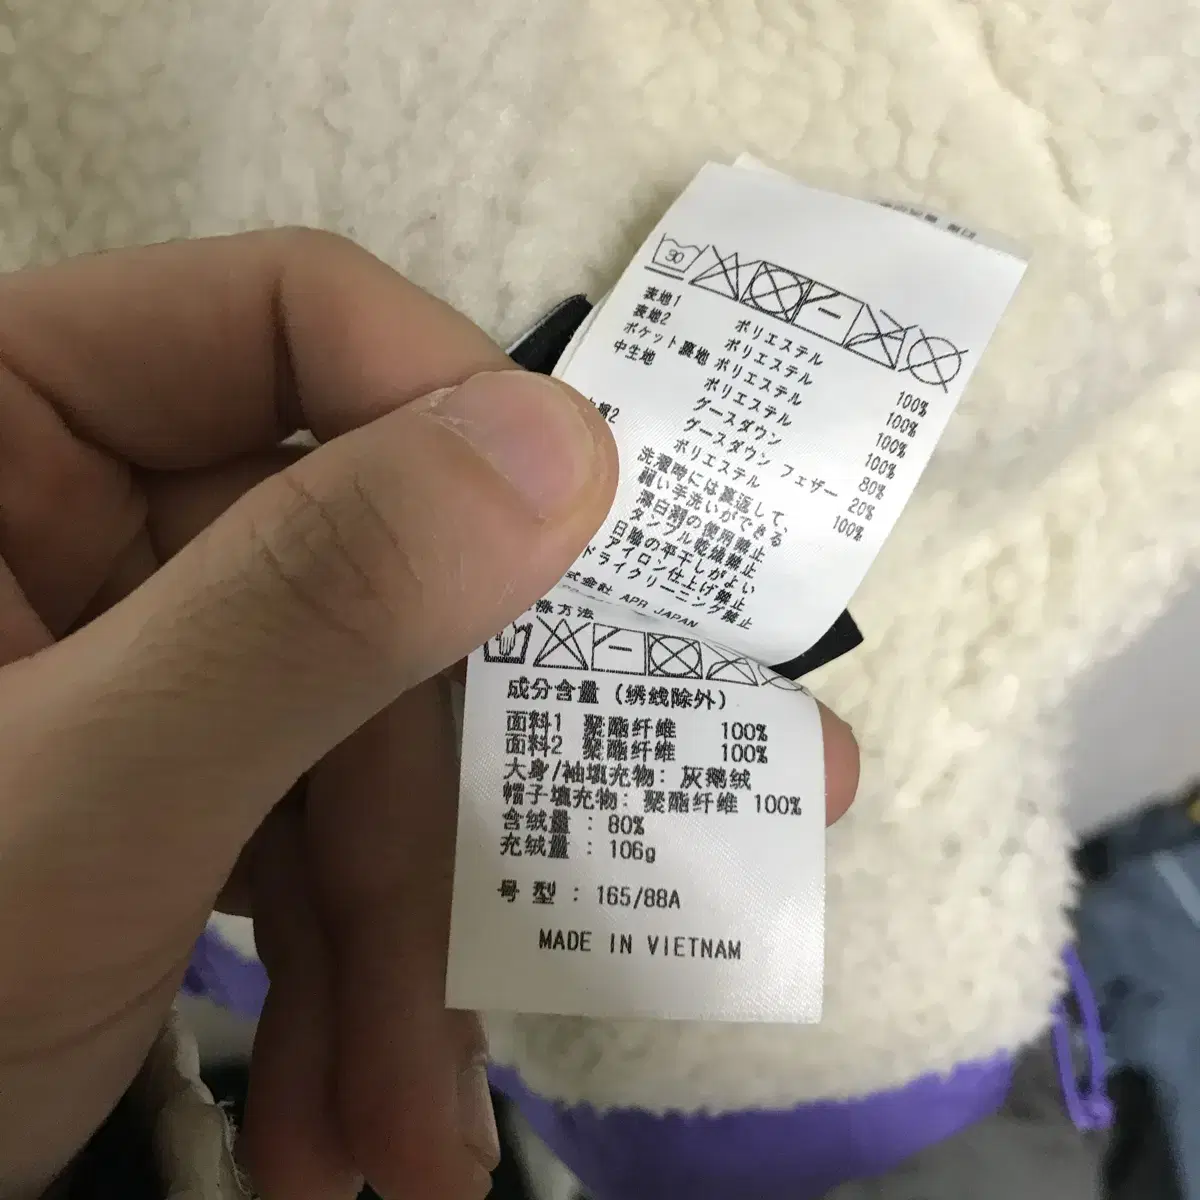 30
表地1 ポリエステル 100%
表地2 ポリエステル 100%
ポケット裏地 ポリエステル 100%
中生地 ポリエステル 100%
グースダウン 80%
グースダウン フェザー 20%
ポリエステル 100%
洗濯時には裏返して、
弱い手洗いができる
漂白剤の使用禁止
タンブル乾燥禁止
日陰の平干しがよい
アイロン仕上げ禁止
ドライクリーニング禁止
式会社 APR JAPAN
方法
成分含量（绣线除外）
面料1 聚酯纤维 100%
面料2 聚酯纤维 100%
大身/袖填充物: 灰鹅绒
帽子填充物: 聚酯纤维 100%
含绒量 : 80%
充绒量 : 106g
号 型 : 165/88A
MADE IN VIETNAM